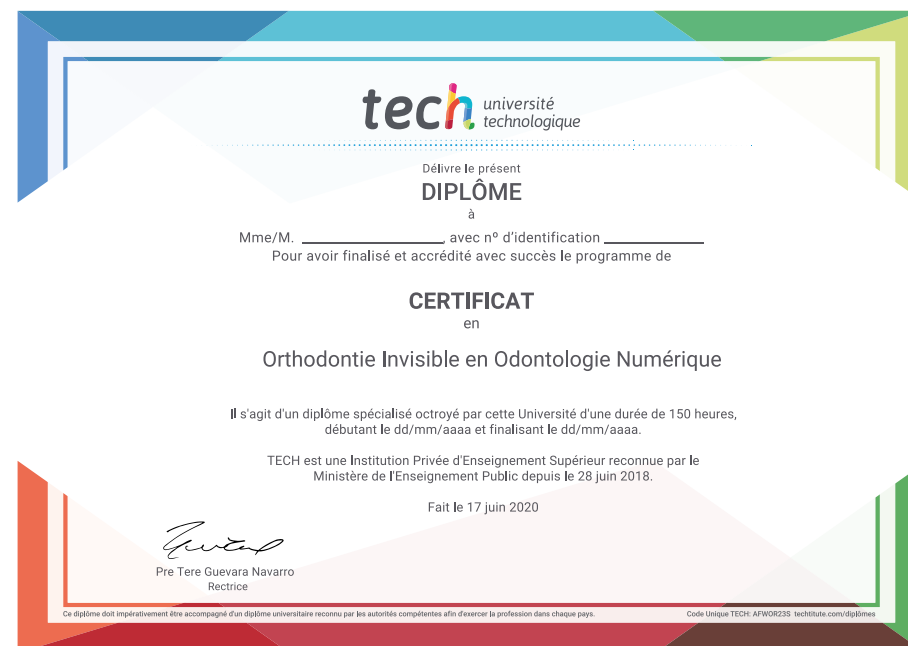 tech université
technologique
Délivre le présent
DIPLÔME
à
Mme/M. ____________________, avec nº d'identification ______________
Pour avoir finalisé et accrédité avec succès le programme de
CERTIFICAT
en
Orthodontie Invisible en Odontologie Numérique
Il s'agit d'un diplôme spécialisé octroyé par cette Université d'une durée de 150 heures,
débutant le dd/mm/aaaa et finalisant le dd/mm/aaaa.
TECH est une Institution Privée d'Enseignement Supérieur reconnue par le
Ministère de l'Enseignement Public depuis le 28 juin 2018.
Fait le 17 juin 2020
Pre Tere Guevara Navarro
Rectrice
Ce diplôme doit impérativement être accompagné d'un diplôme universitaire reconnu par les autorités compétentes afin d'exercer la profession dans chaque pays. Code Unique TECH: AFWOR23S techtitute.com/diplômes